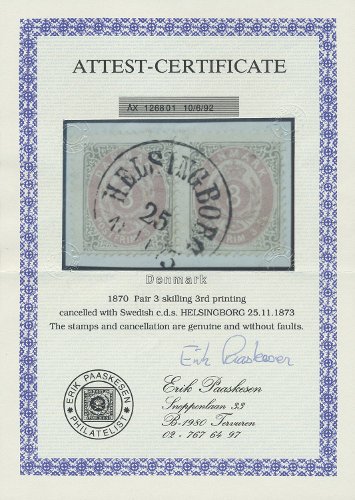 ATTEST-CERTIFICATE
AX 126801 10/6/92
HELSINGBORG
25
Denmark
1870 Pair 3 skilling 3rd printing
cancelled with Swedish c.d.s. HELSINGBORG 25.11.1873
The stamps and cancellation are genuine and without faults.
Erik Paaskesen
ERIK PAASKESEN
PHILATELIST
Erik Paaskesen
Sneppenlaan 33
B-1980 Tervuren
02 - 767 64 97